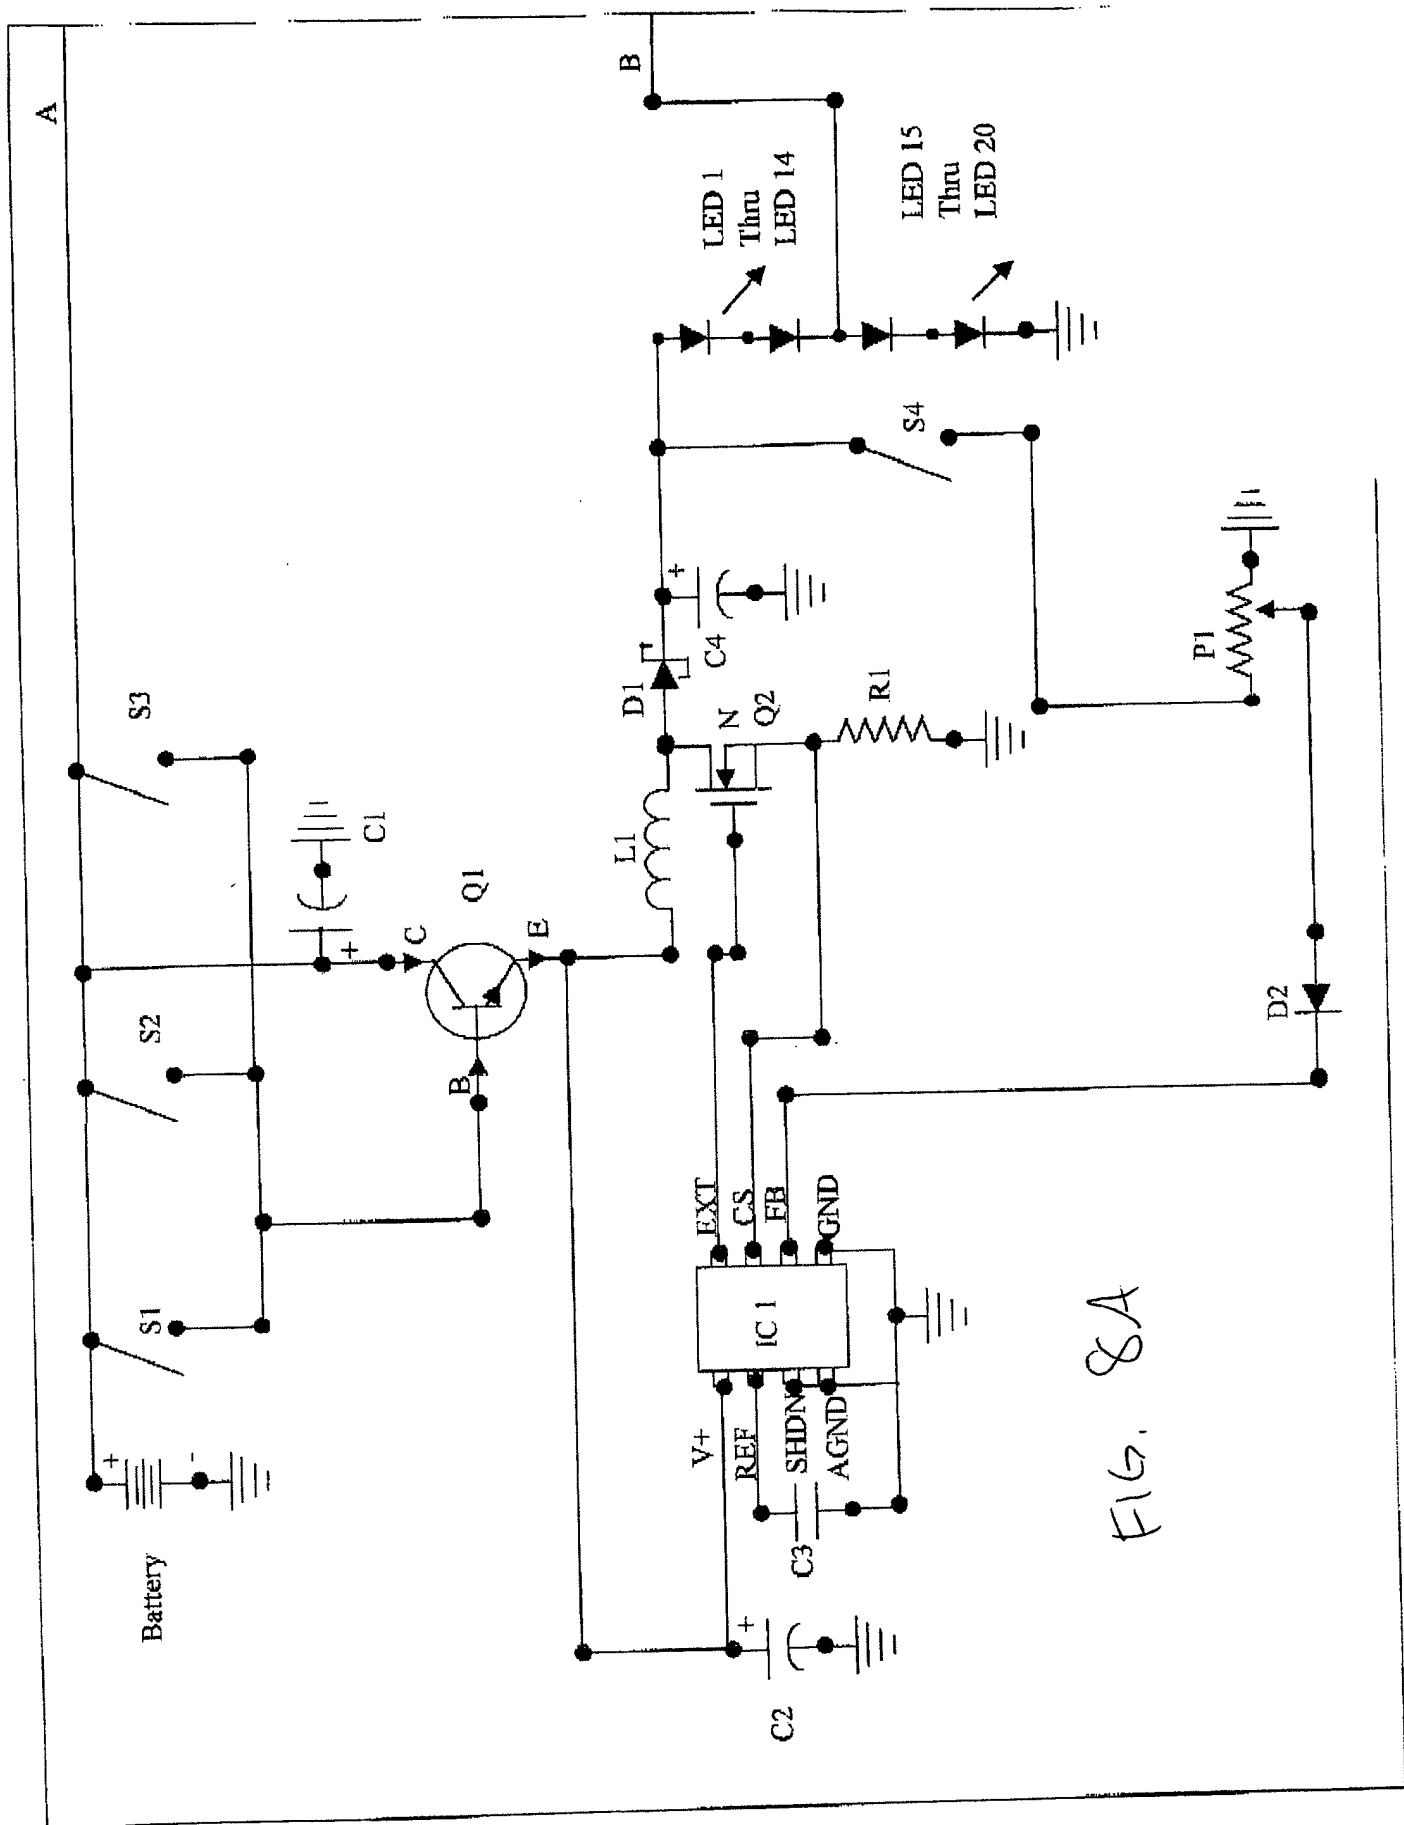 A
Battery
+
-
S1
S2
S3
+
C1
C
Q1
B
E
L1
D1
+
C4
N
Q2
R1
B
LED 1
Thru
LED 14
LED 15
Thru
LED 20
S4
P1
D2
EXT
CS
FB
GND
IC 1
V+
REF
SHDN
AGND
C3
+
C2
FIG. 8A